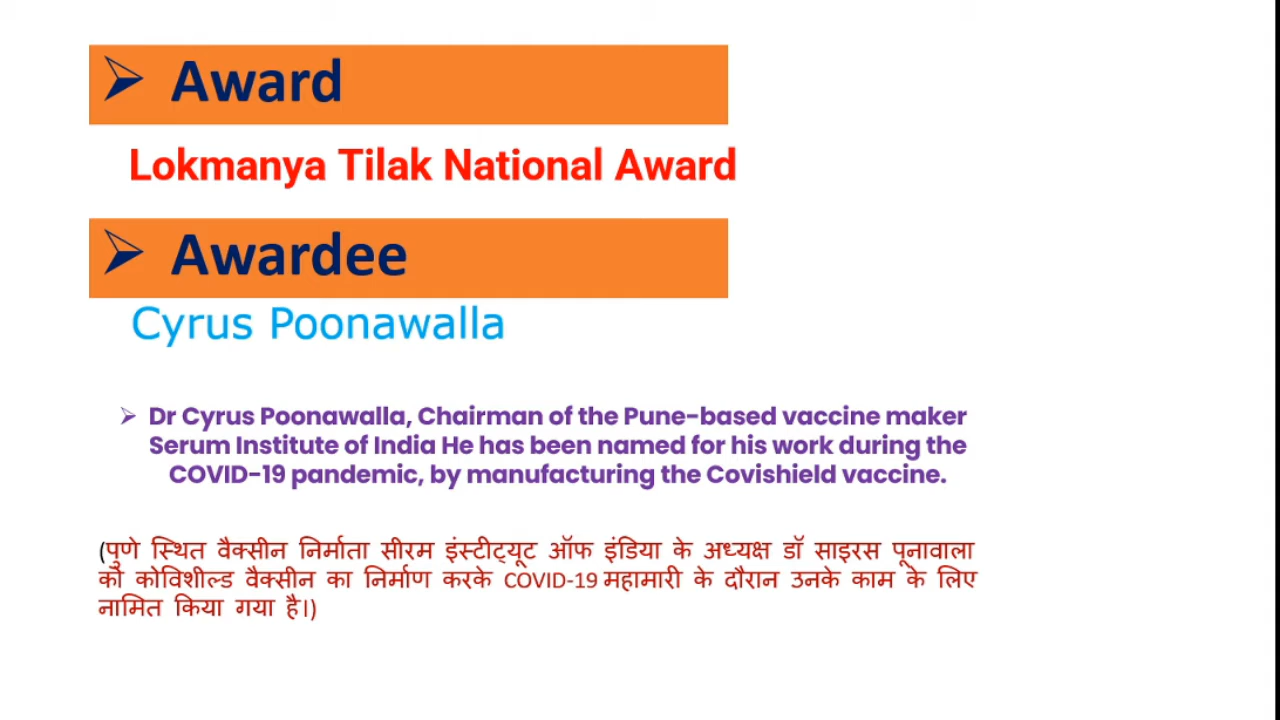 Award
Lokmanya Tilak National Award
Awardee
Cyrus Poonawalla
Dr Cyrus Poonawalla, Chairman of the Pune-based vaccine maker
Serum Institute of India He has been named for his work during the
COVID-19 pandemic, by manufacturing the Covishield vaccine.
(पुणे स्थित वैक्सीन निर्माता सीरम इंस्टीट्यूट ऑफ इंडिया के अध्यक्ष डॉ साइरस पूनावाला
को कोविशील्ड वैक्सीन का निर्माण करके COVID-19 महामारी के दौरान उनके काम के लिए
नामित किया गया है।)